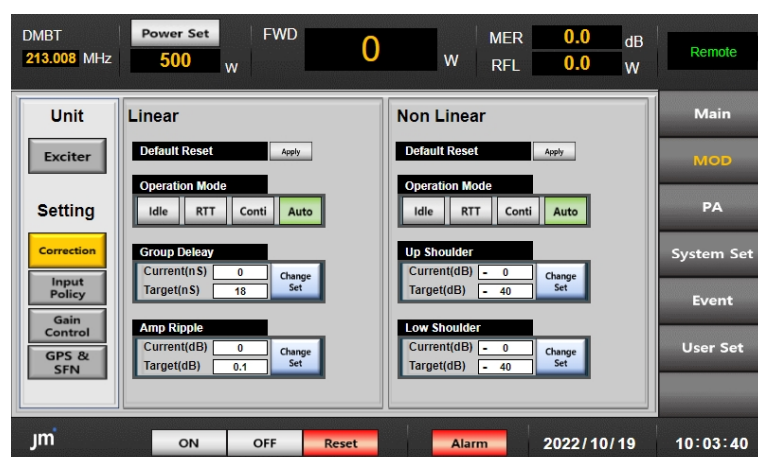 DMBT
213.008 MHz
Power Set
500 W
FWD
0 W
MER 0.0 dB
RFL 0.0 W
Remote
Unit
Exciter
Setting
Correction
Input
Policy
Gain
Control
GPS &
SFN
Linear
Default Reset Apply
Operation Mode
Idle RTT Conti Auto
Group Deleay
Current(nS) 0
Target(nS) 18
Change
Set
Amp Ripple
Current(dB) 0
Target(dB) 0.1
Change
Set
Non Linear
Default Reset Apply
Operation Mode
Idle RTT Conti Auto
Up Shoulder
Current(dB) - 0
Target(dB) - 40
Change
Set
Low Shoulder
Current(dB) - 0
Target(dB) - 40
Change
Set
Main
MOD
PA
System Set
Event
User Set
Jm
ON OFF Reset Alarm 2022/10/19 10:03:40